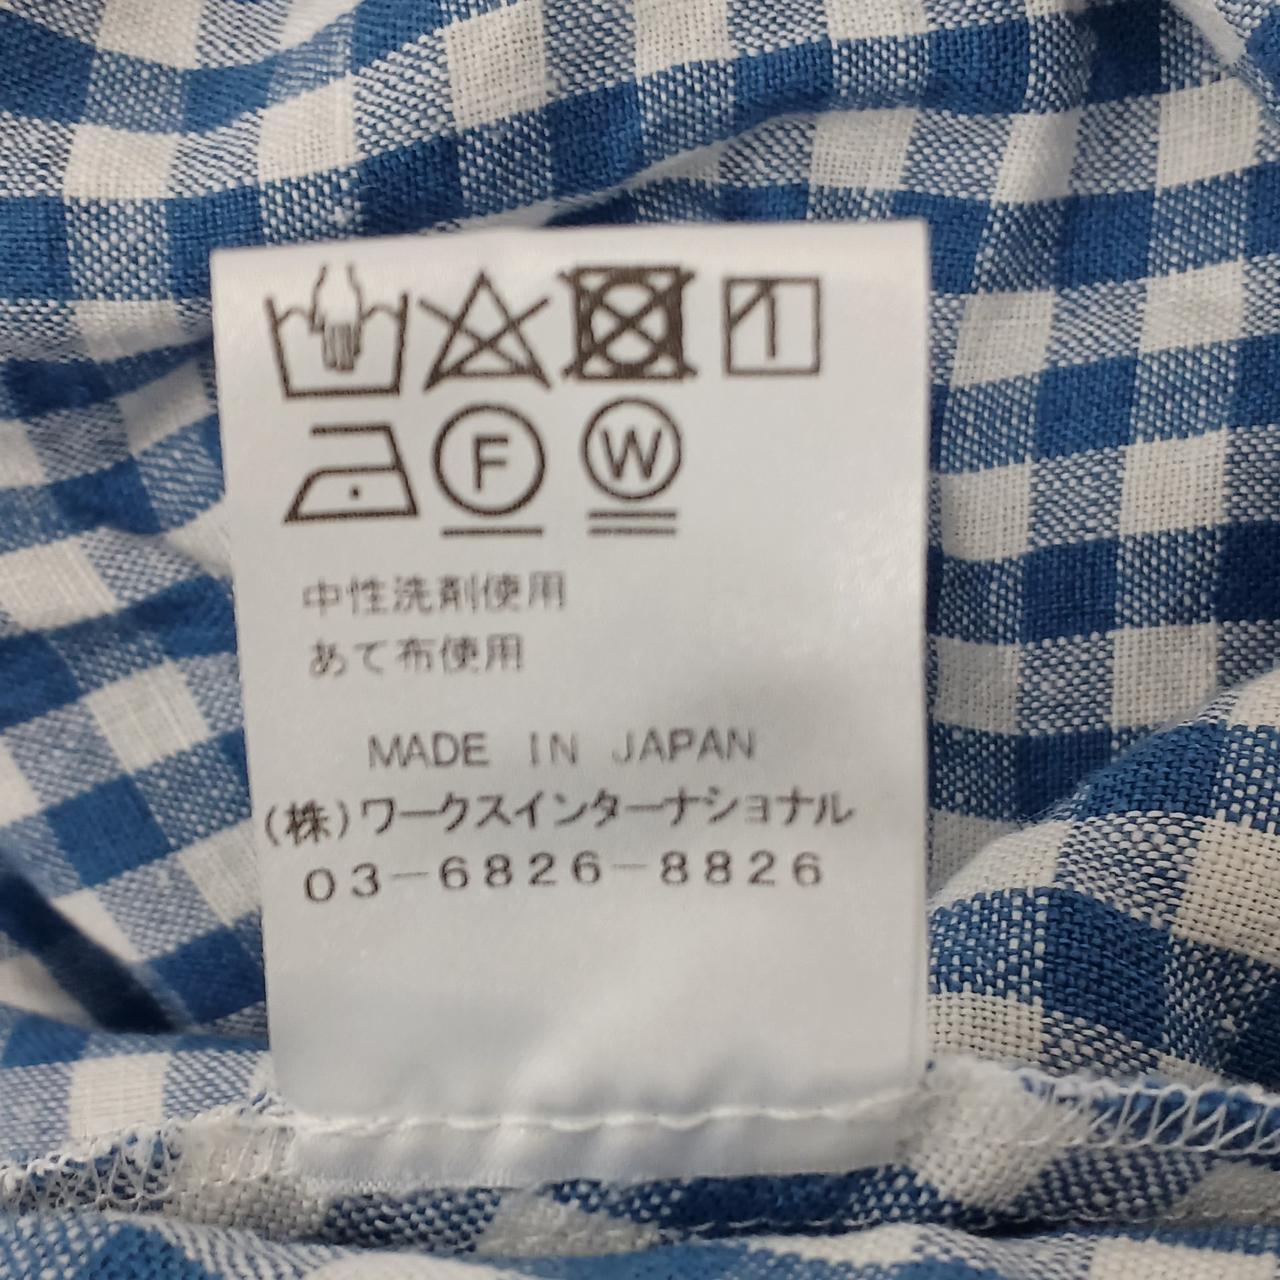 F W
中性洗剤使用
あて布使用
MADE IN JAPAN
(株)ワークスインターナショナル
03-6826-8826